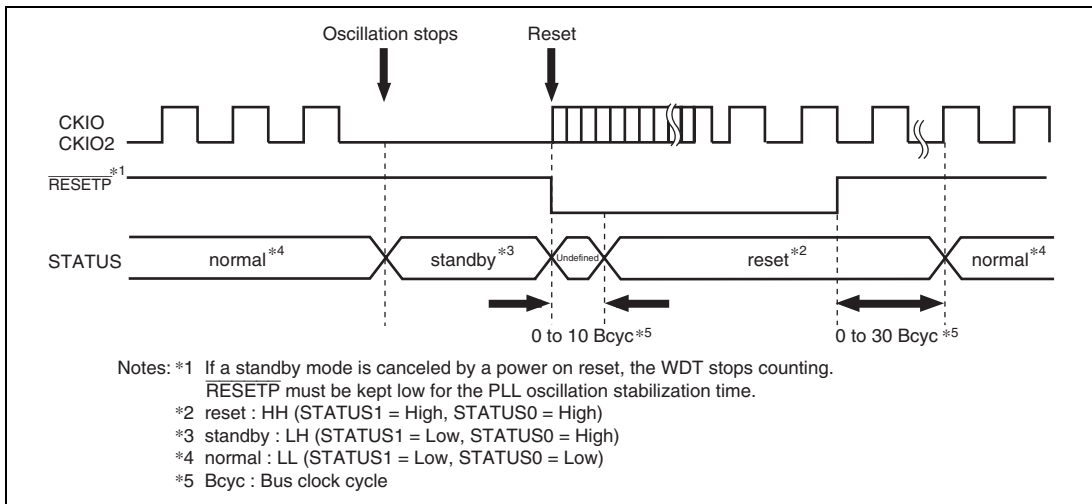 Oscillation stops Reset
CKIO
CKIO2
RESETP*1
STATUS normal*4 standby*3 Undefined reset*2 normal*4
0 to 10 Bcyc*5 0 to 30 Bcyc*5
Notes: *1 If a standby mode is canceled by a power on reset, the WDT stops counting.
RESETP must be kept low for the PLL oscillation stabilization time.
*2 reset : HH (STATUS1 = High, STATUS0 = High)
*3 standby : LH (STATUS1 = Low, STATUS0 = High)
*4 normal : LL (STATUS1 = Low, STATUS0 = Low)
*5 Bcyc : Bus clock cycle